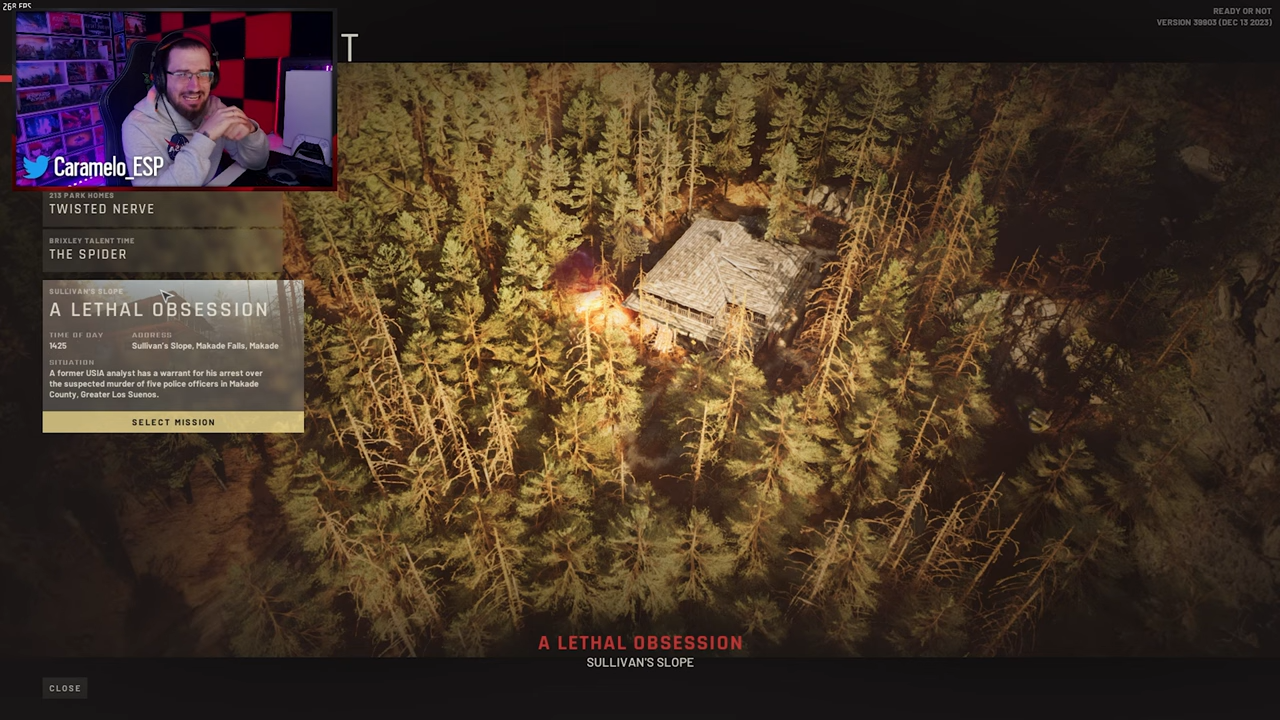 268 FPS
READY OR NOT
VERSION 39903 (DEC 13 2023)
T
Caramelo_ESP
213 PARK HOMES
TWISTED NERVE
BRIXLEY TALENT TIME
THE SPIDER
SULLIVAN'S SLOPE
A LETHAL OBSESSION
TIME OF DAY ADDRESS
1425 Sullivan's Slope, Makade Falls, Makade
SITUATION
A former USIA analyst has a warrant for his arrest over
the suspected murder of five police officers in Makade
County, Greater Los Suenos.
SELECT MISSION
A LETHAL OBSESSION
SULLIVAN'S SLOPE
CLOSE